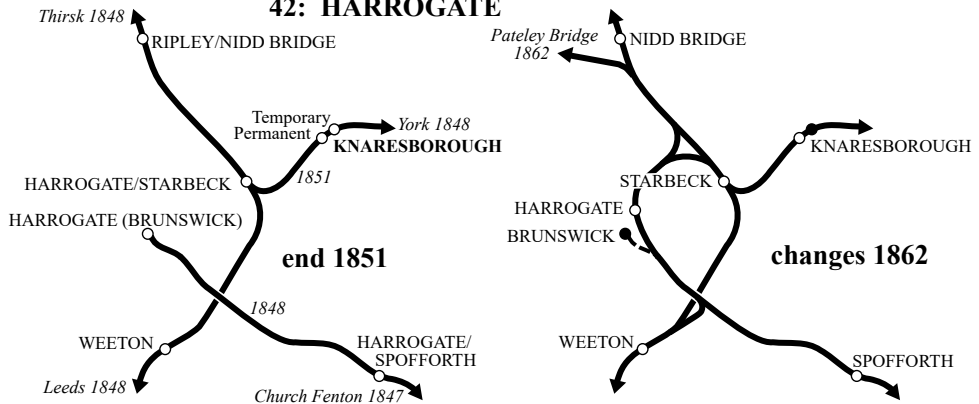 42: HARROGATE
Thirsk 1848
RIPLEY/NIDD BRIDGE
Temporary
Permanent
York 1848
KNARESBOROUGH
1851
HARROGATE/STARBECK
HARROGATE (BRUNSWICK)
end 1851
1848
WEETON
HARROGATE/
SPOFFORTH
Leeds 1848
Church Fenton 1847
Pateley Bridge
1862
NIDD BRIDGE
KNARESBOROUGH
STARBECK
HARROGATE
BRUNSWICK
changes 1862
WEETON
SPOFFORTH